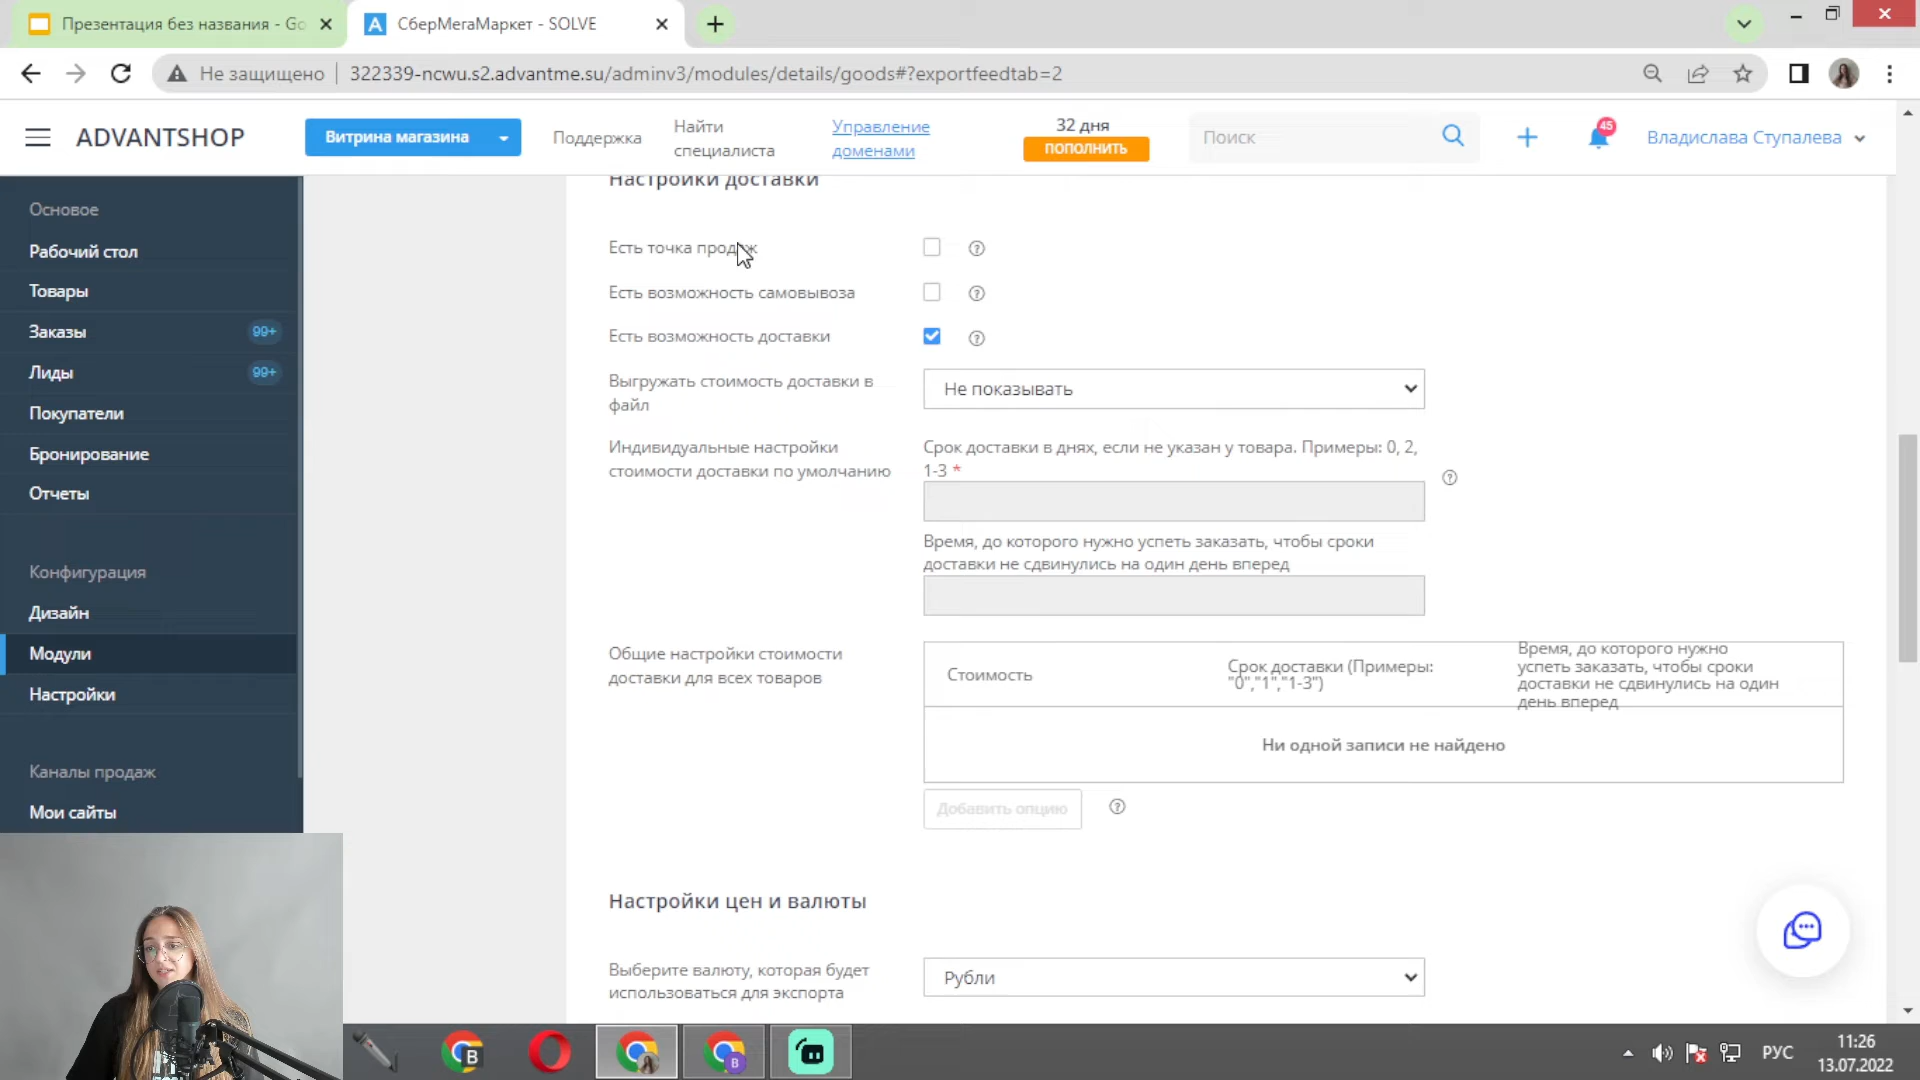 Презентация без названия - Go
СберМегаМаркет - SOLVE
Не защищено
322339-ncwu.s2.advantme.su/adminv3/modules/details/goods#?exportfeedtab=2
ADVANTSHOP
Витрина магазина
Поддержка
Найти
специалиста
Управление
доменами
32 дня
ПОПОЛНИТЬ
Поиск
45
Владислава Ступалева
Основое
Рабочий стол
Товары
Заказы
99+
Лиды
99+
Покупатели
Бронирование
Отчеты
Конфигурация
Дизайн
Модули
Настройки
Каналы продаж
Мои сайты
Настройки доставки
Есть точка продаж
Есть возможность самовывоза
Есть возможность доставки
Выгружать стоимость доставки в
файл
Не показывать
Индивидуальные настройки
стоимости доставки по умолчанию
Срок доставки в днях, если не указан у товара. Примеры: 0, 2,
1-3 *
Время, до которого нужно успеть заказать, чтобы сроки
доставки не сдвинулись на один день вперед
Общие настройки стоимости
доставки для всех товаров
Стоимость
Срок доставки (Примеры:
"0","1","1-3")
Время, до которого нужно
успеть заказать, чтобы сроки
доставки не сдвинулись на один
день вперед
Ни одной записи не найдено
Добавить опцию
Настройки цен и валюты
Выберите валюту, которая будет
использоваться для экспорта
Рубли
B
B
РУС
11:26
13.07.2022